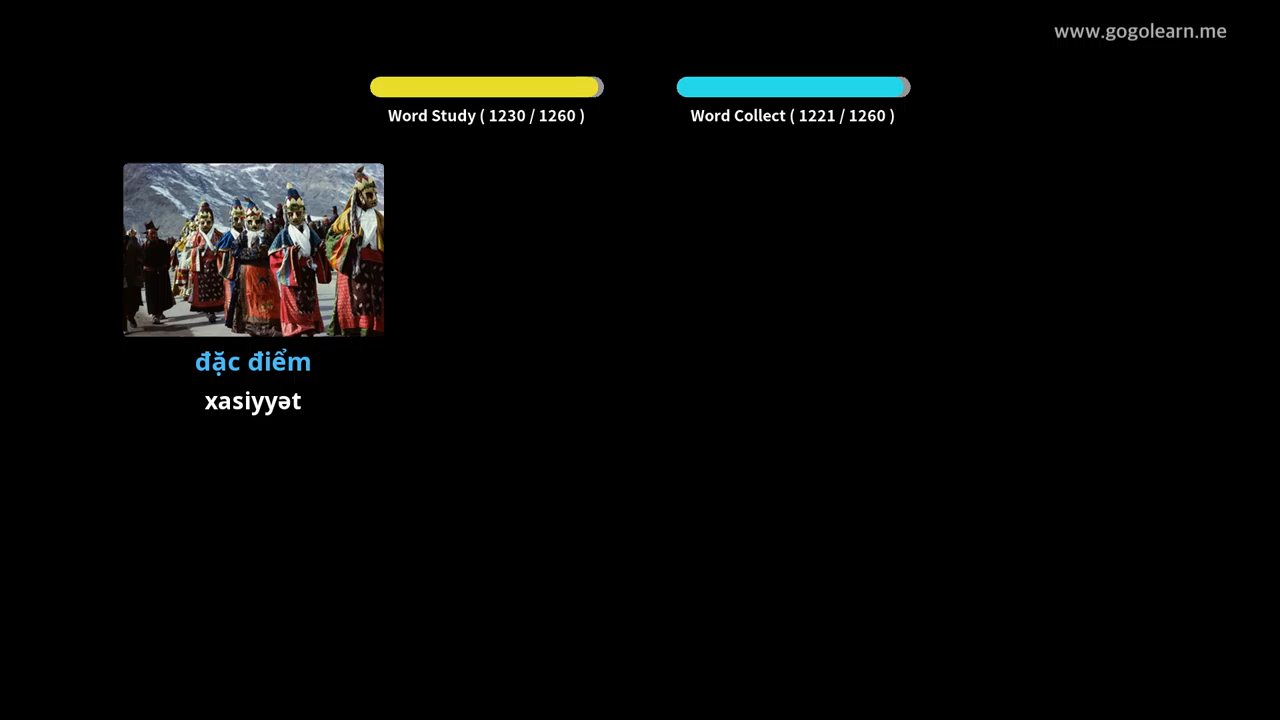 www.gogolearn.me
Word Study ( 1230 / 1260 )
Word Collect ( 1221 / 1260 )
đặc điểm
xasiyyət